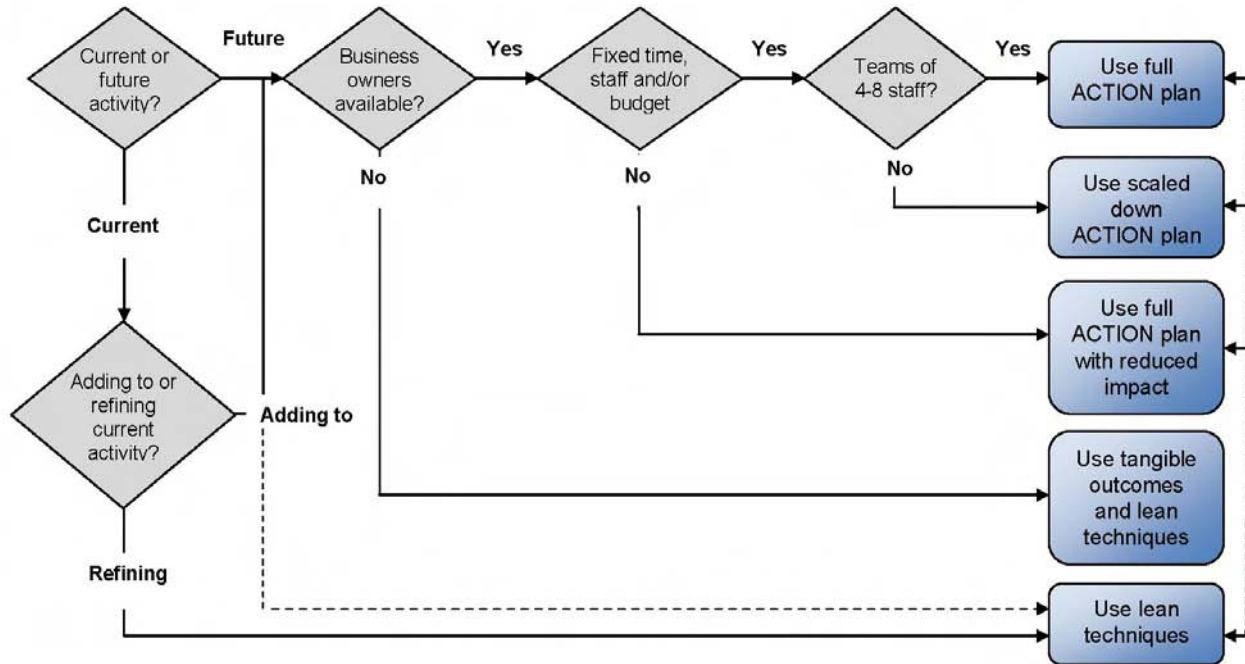 Current or
future
activity?
Future
Business
owners
available?
Yes
Fixed time,
staff and/or
budget
Yes
Teams of
4-8 staff?
Yes
Use full
ACTION plan
No
No
No
Use scaled
down
ACTION plan
Current
Use full
ACTION plan
with reduced
impact
Adding to or
refining
current
activity?
Adding to
Use tangible
outcomes
and lean
techniques
Refining
Use lean
techniques